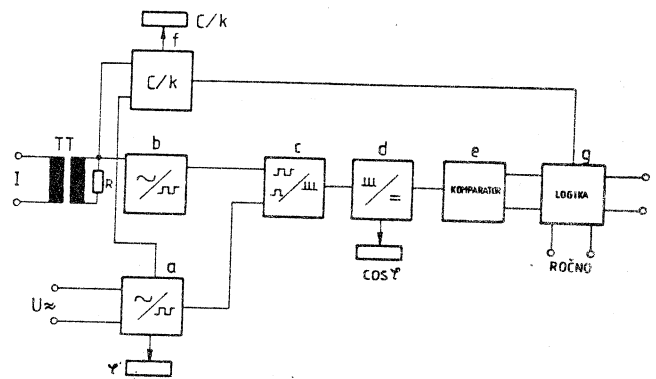 C/k
f
C/k
TT
b
c
d
e
g
I
R
KOMPARATOR
LOGIKA
a
COS φ
ROČNO
U≈
φ